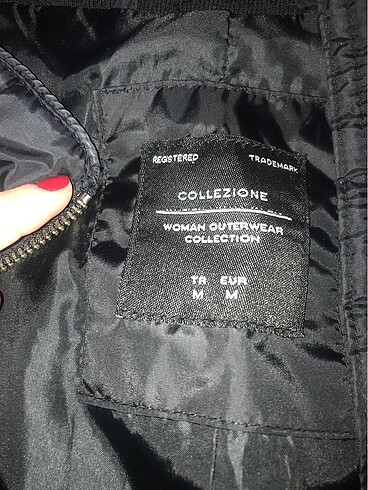 REGISTERED TRADEMARK
COLLEZIONE
WOMAN OUTERWEAR
COLLECTION
TR EUR
M M